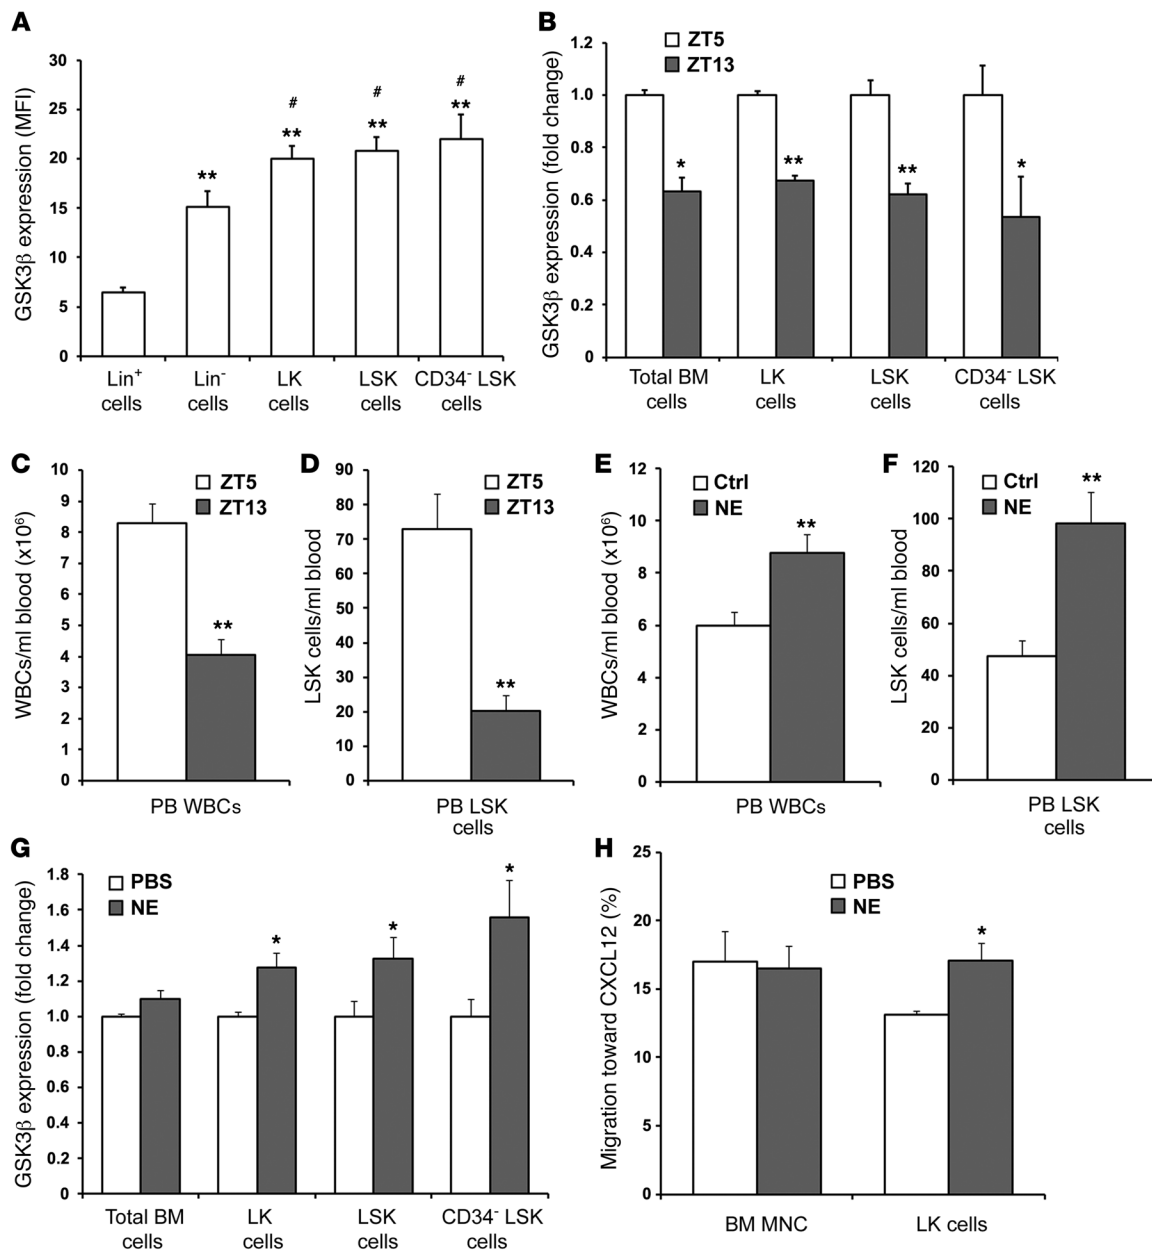 A
GSK3β expression (MFI)
30
25
20
15
10
5
0
**
**
#
**
#
**
#
Lin+ cells
Lin- cells
LK cells
LSK cells
CD34- LSK cells
B
GSK3β expression (fold change)
ZT5
ZT13
1.2
1.0
0.8
0.6
0.4
0.2
0
*
**
**
*
Total BM cells
LK cells
LSK cells
CD34- LSK cells
C
WBCs/ml blood (x10⁶)
ZT5
ZT13
10
9
8
7
6
5
4
3
2
1
0
**
PB WBCs
D
LSK cells/ml blood
ZT5
ZT13
90
80
70
60
50
40
30
20
10
0
**
PB LSK cells
E
WBCs/ml blood (x10⁶)
Ctrl
NE
12
10
8
6
4
2
0
**
PB WBCs
F
LSK cells/ml blood
Ctrl
NE
120
100
80
60
40
20
0
**
PB LSK cells
G
GSK3β expression (fold change)
PBS
NE
1.8
1.6
1.4
1.2
1.0
0.8
0.6
0.4
0.2
0
*
*
*
Total BM cells
LK cells
LSK cells
CD34- LSK cells
H
Migration toward CXCL12 (%)
PBS
NE
25
20
15
10
5
0
*
BM MNC
LK cells